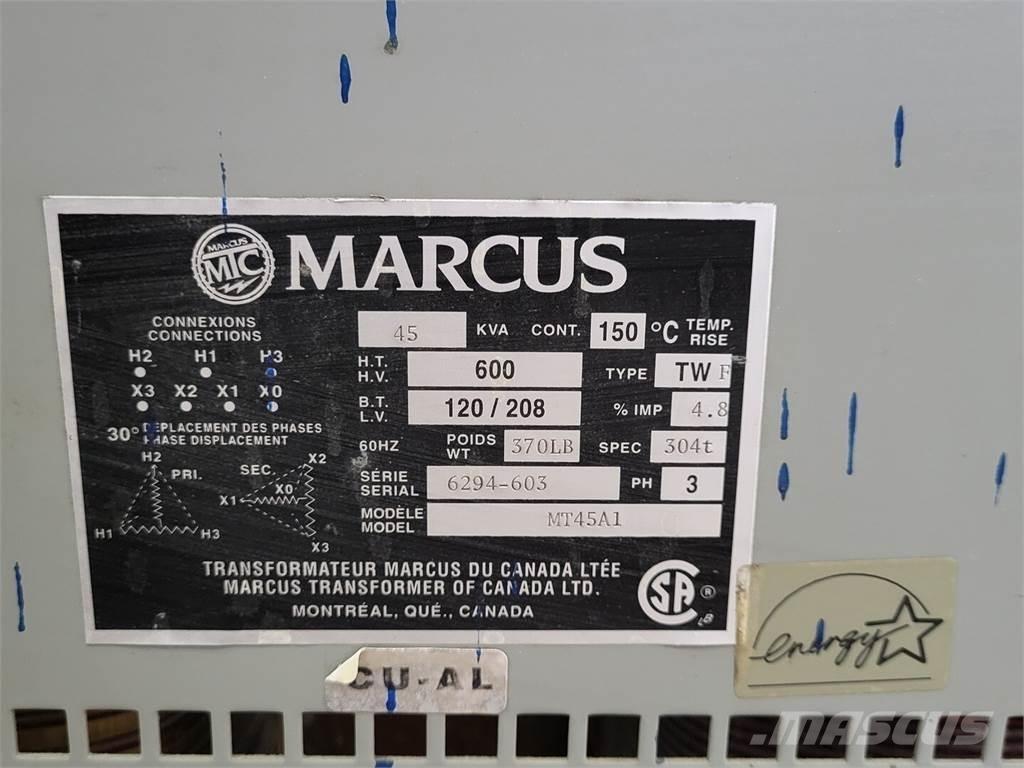 MARCUS
MTC
MARCUS
CONNEXIONS
CONNECTIONS
H2 H1 H3
X3 X2 X1 X0
30° DÉPLACEMENT DES PHASES
PHASE DISPLACEMENT
H2
PRI.
H1
H3
SEC.
X2
X0
X1
X3
45 KVA CONT. 150 °C TEMP. RISE
H.T.
H.V. 600 TYPE TW F
B.T.
L.V. 120 / 208 % IMP 4.8
60HZ POIDS
WT 370LB SPEC 304t
SÉRIE
SERIAL 6294-603 PH 3
MODÈLE
MODEL MT45A1
TRANSFORMATEUR MARCUS DU CANADA LTÉE
MARCUS TRANSFORMER OF CANADA LTD.
MONTRÉAL, QUÉ., CANADA
CSA ®
LB
CU-AL
energy
MASCUS